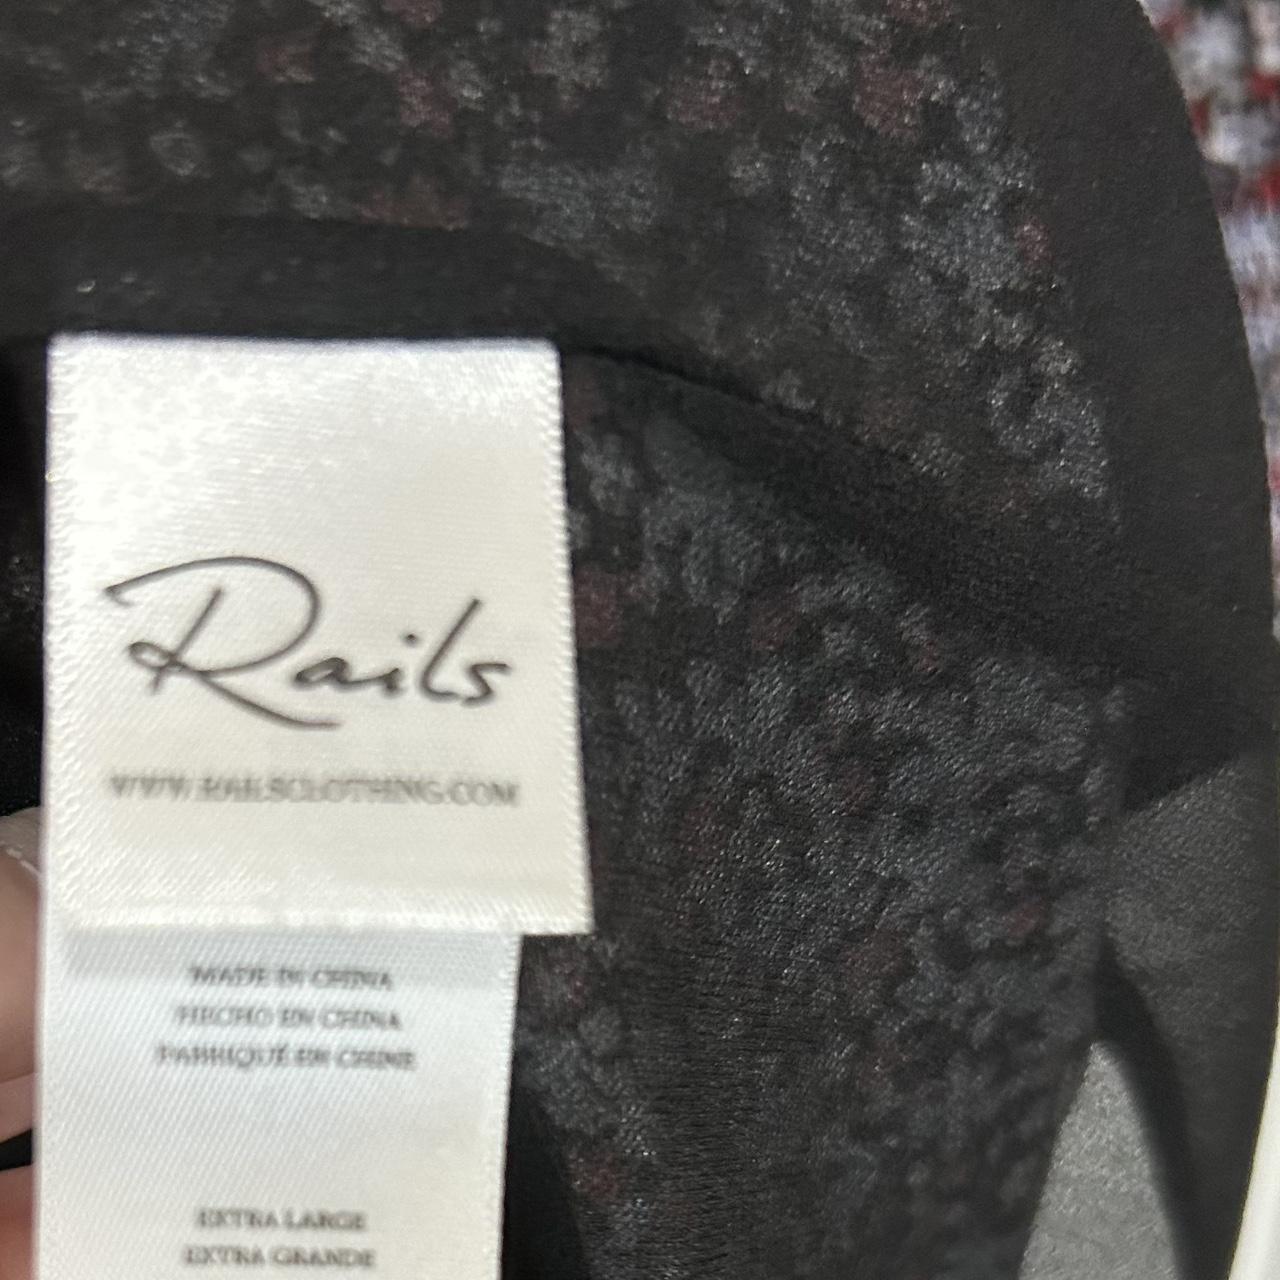 Rails
WWW.RAILSCLOTHING.COM
MADE IN CHINA
HECHO EN CHINA
FABRIQUÉ EN CHINE
EXTRA LARGE
EXTRA GRANDE